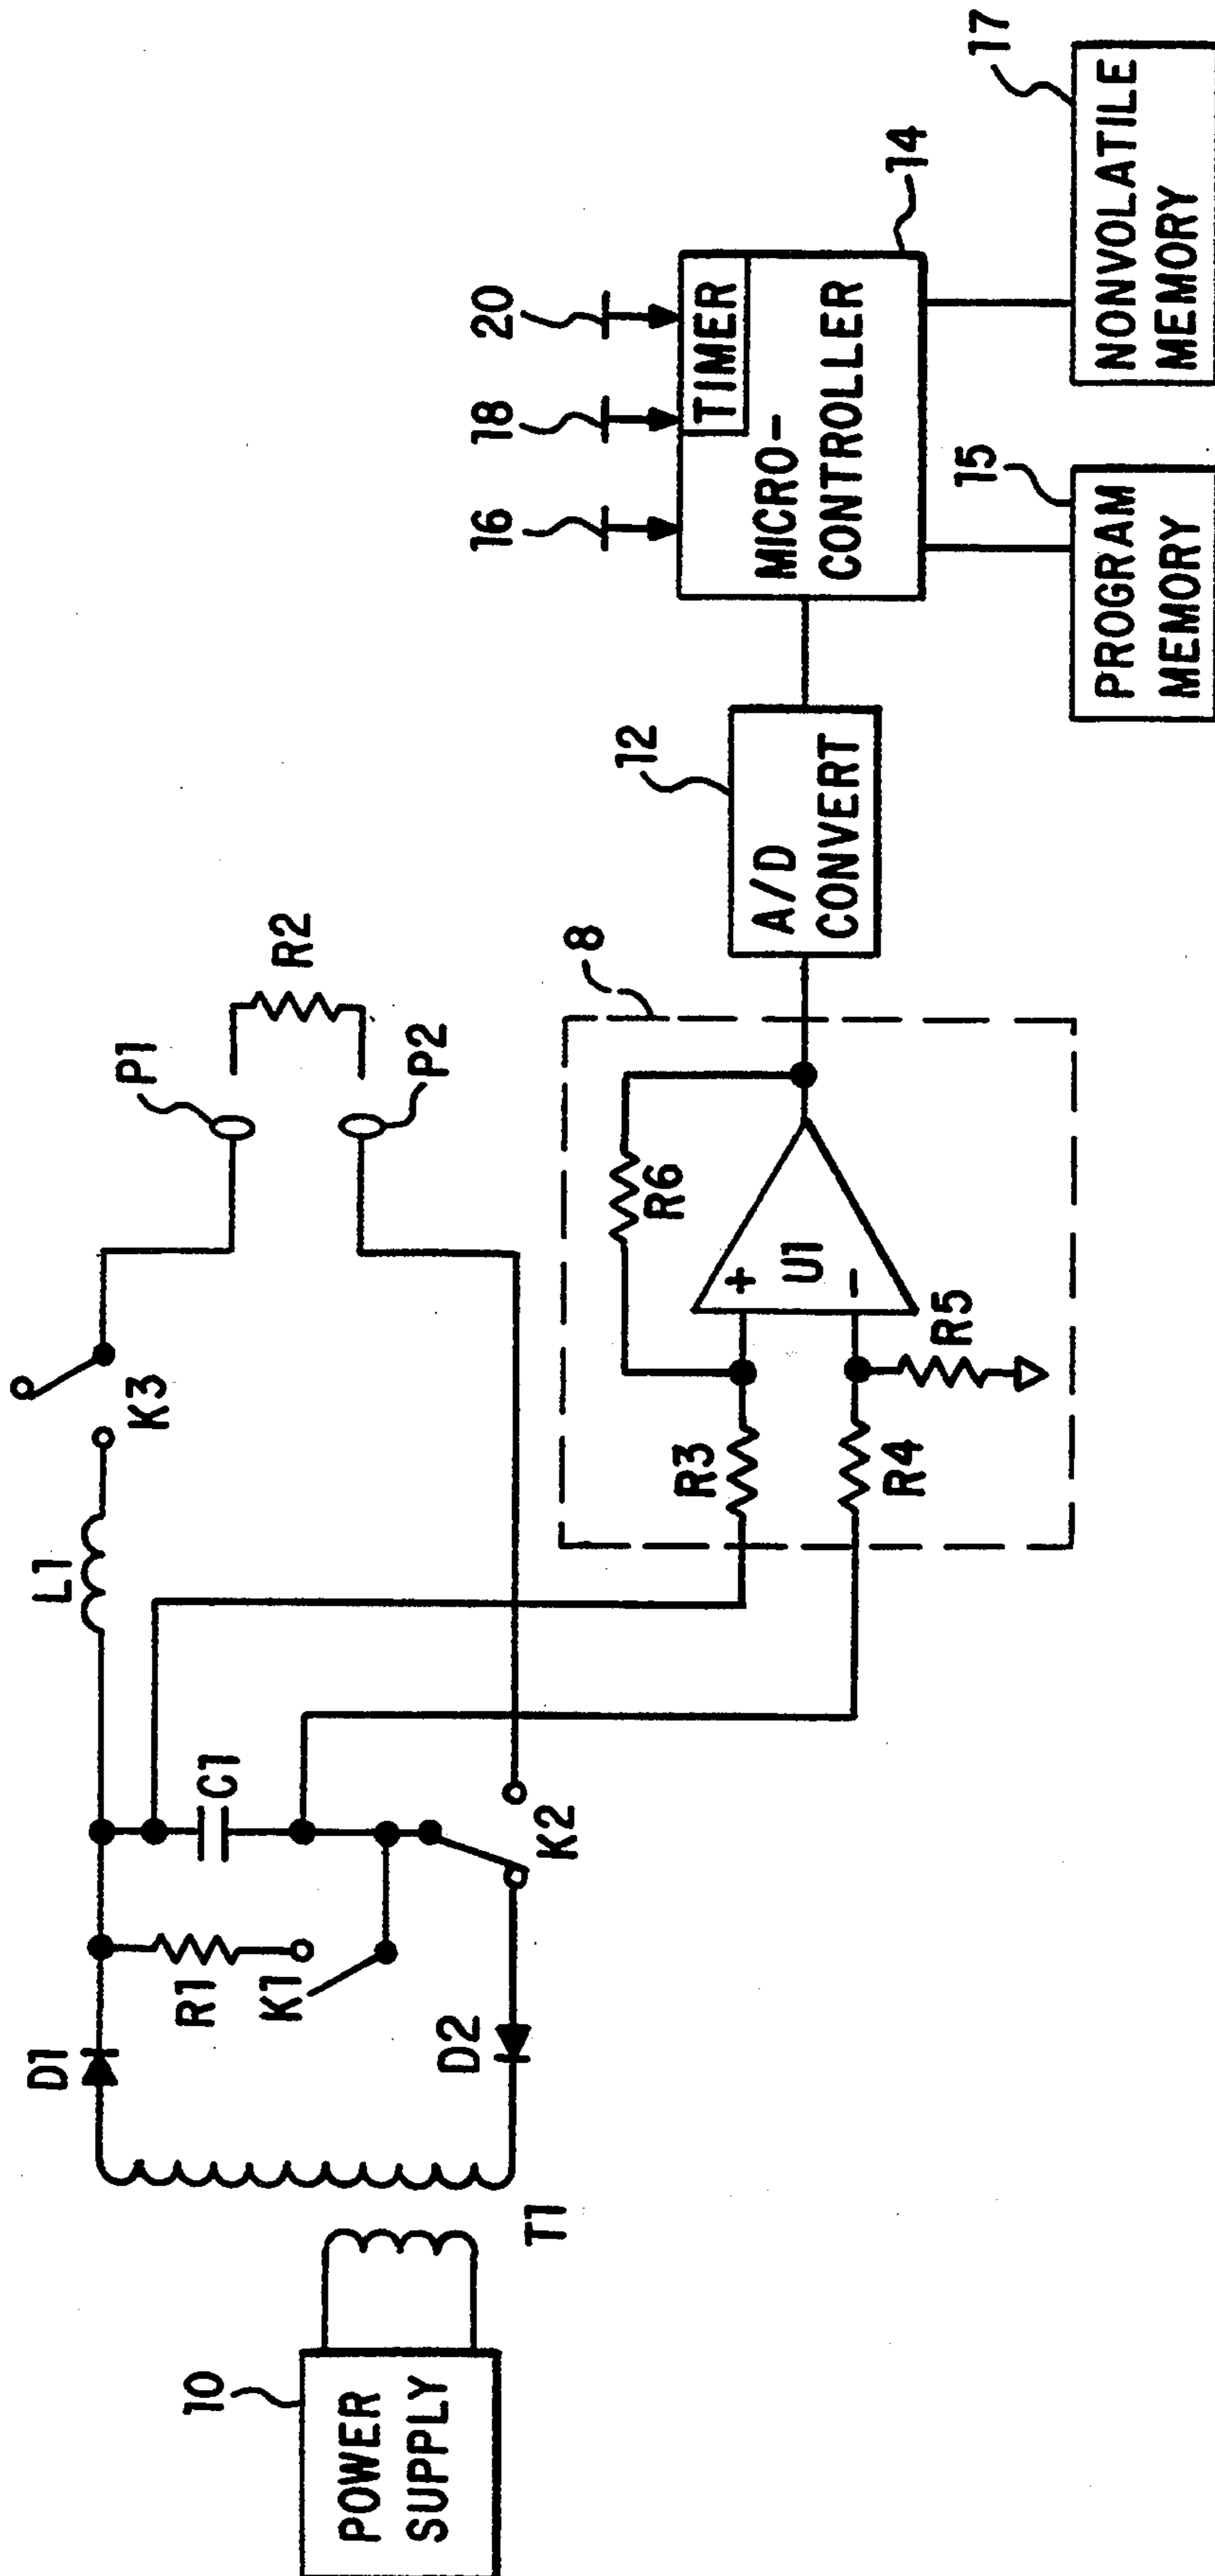 10
POWER
SUPPLY
T1
D1
D2
R1
K1
C1
K2
L1
K3
P1
P2
R2
8
R3
R4
R5
R6
+
U1
-
12
A/D
CONVERT
16
18
20
TIMER
MICRO-
CONTROLLER
14
15
PROGRAM
MEMORY
17
NONVOLATILE
MEMORY